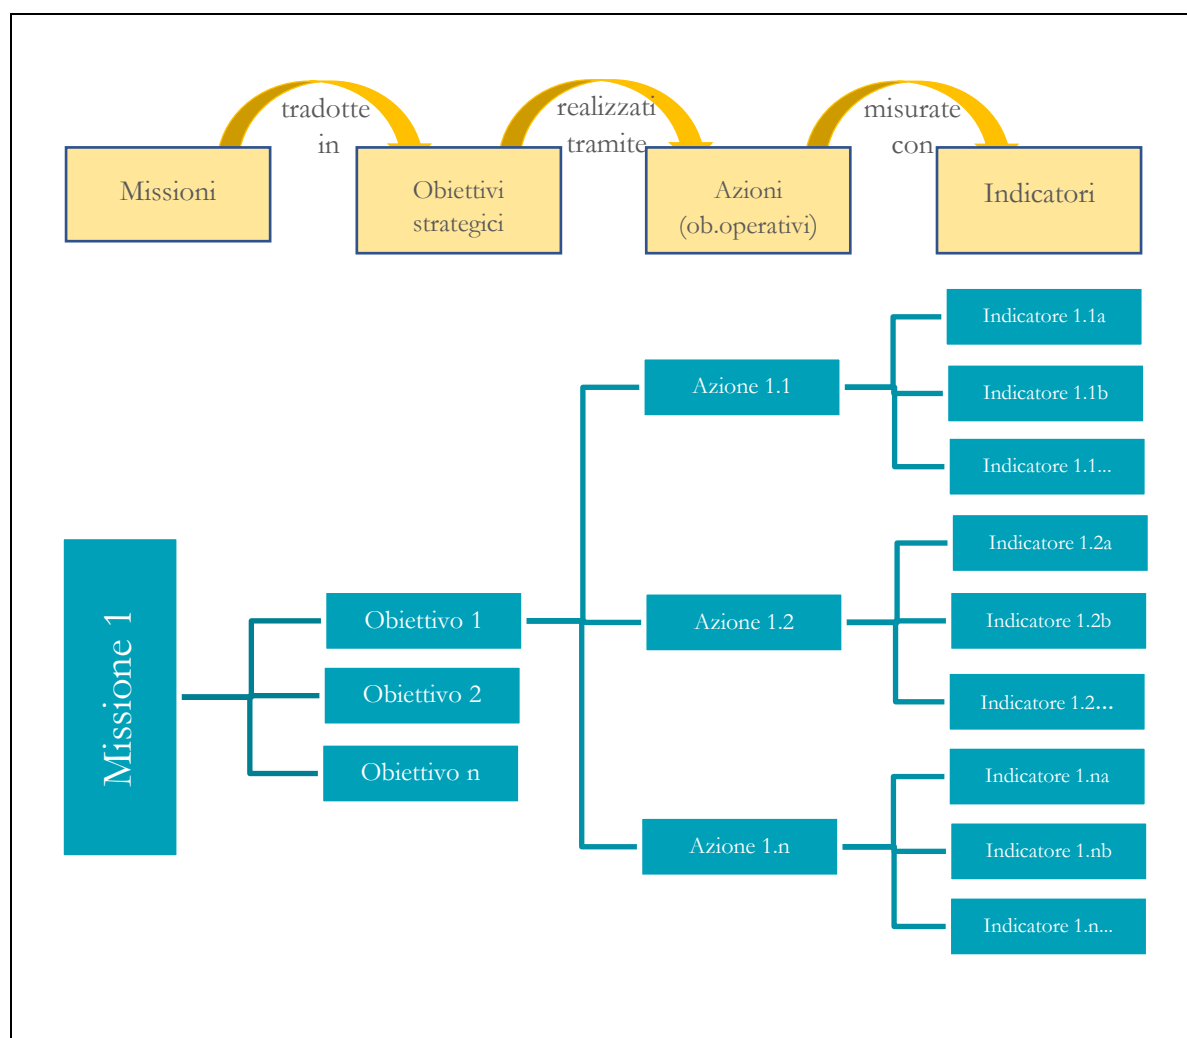 tradotte
in
realizzati
tramite
misurate
con
Missioni
Obiettivi
strategici
Azioni
(ob.operativi)
Indicatori
Missione 1
Obiettivo 1
Obiettivo 2
Obiettivo n
Azione 1.1
Azione 1.2
Azione 1.n
Indicatore 1.1a
Indicatore 1.1b
Indicatore 1.1...
Indicatore 1.2a
Indicatore 1.2b
Indicatore 1.2...
Indicatore 1.na
Indicatore 1.nb
Indicatore 1.n...